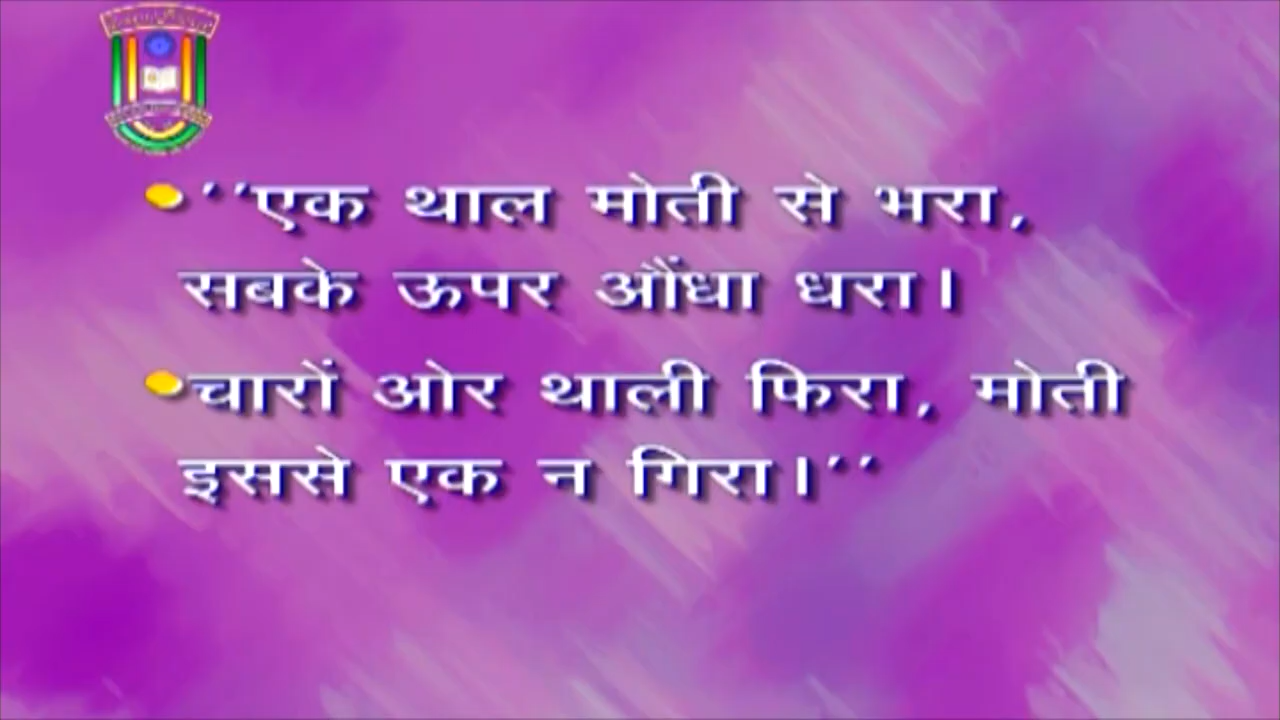 • ´´एक थाल मोती से भरा,
सबके ऊपर औंधा धरा।
• चारों ओर थाली फिरा, मोती
इससे एक न गिरा।´´